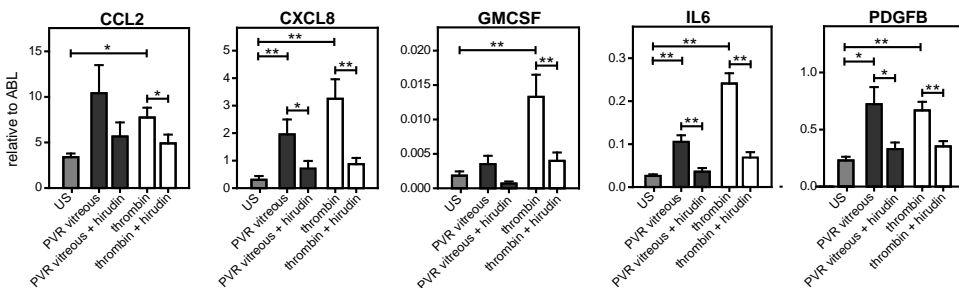 CCL2
relative to ABL
15
10
5
0
*
*
US
PVR vitreous
PVR vitreous + hirudin
thrombin
thrombin + hirudin
CXCL8
5
4
3
2
1
0
**
**
**
*
US
PVR vitreous
PVR vitreous + hirudin
thrombin
thrombin + hirudin
GMCSF
0.020
0.015
0.010
0.005
0.000
**
**
US
PVR vitreous
PVR vitreous + hirudin
thrombin
thrombin + hirudin
IL6
0.3
0.2
0.1
0.0
**
**
**
**
US
PVR vitreous
PVR vitreous + hirudin
thrombin
thrombin + hirudin
PDGFB
1.0
0.5
0.0
**
*
*
**
US
PVR vitreous
PVR vitreous + hirudin
thrombin
thrombin + hirudin